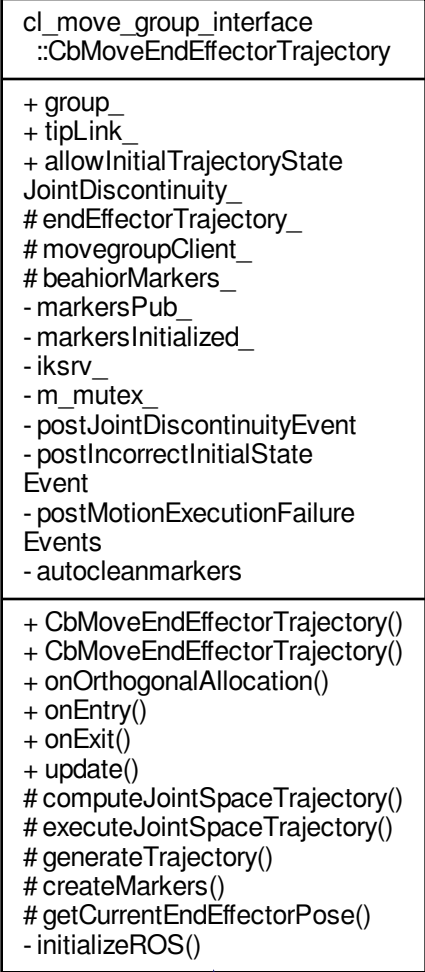 cl_move_group_interface
::CbMoveEndEffectorTrajectory
+ group_
+ tipLink_
+ allowInitialTrajectoryState
JointDiscontinuity_
# endEffectorTrajectory_
# movegroupClient_
# beahiorMarkers_
- markersPub_
- markersInitialized_
- iksrv_
- m_mutex_
- postJointDiscontinuityEvent
- postIncorrectInitialState
Event
- postMotionExecutionFailure
Events
- autocleanmarkers
+ CbMoveEndEffectorTrajectory()
+ CbMoveEndEffectorTrajectory()
+ onOrthogonalAllocation()
+ onEntry()
+ onExit()
+ update()
# computeJointSpaceTrajectory()
# executeJointSpaceTrajectory()
# generateTrajectory()
# createMarkers()
# getCurrentEndEffectorPose()
- initializeROS()